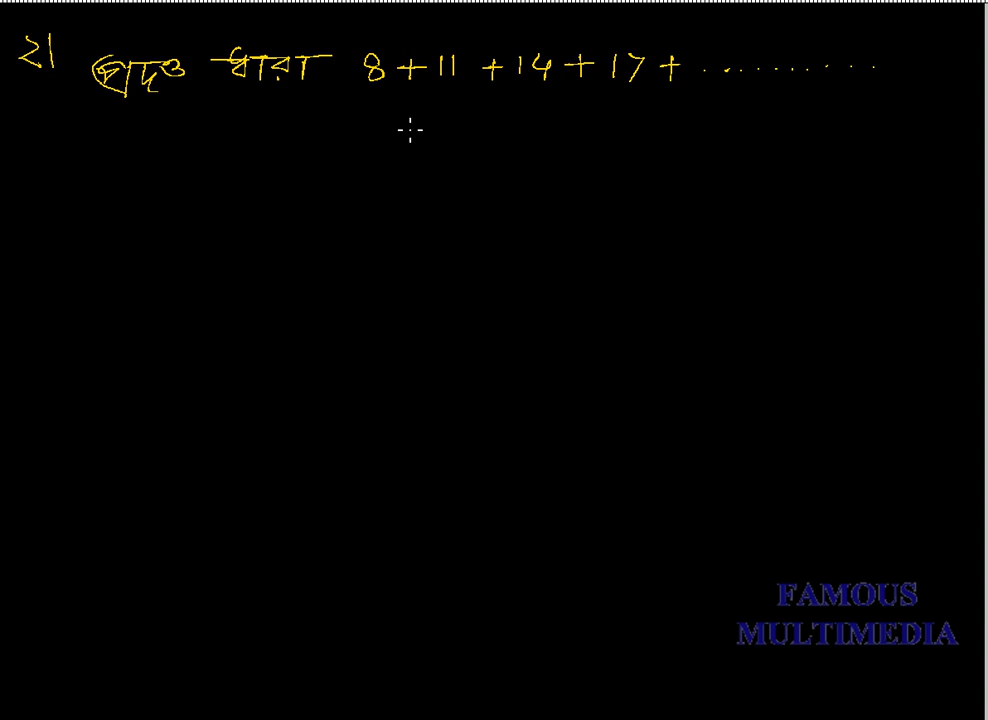 ২। প্রদত্ত ধারা 8 + 11 + 14 + 17 + ..........
FAMOUS
MULTIMEDIA